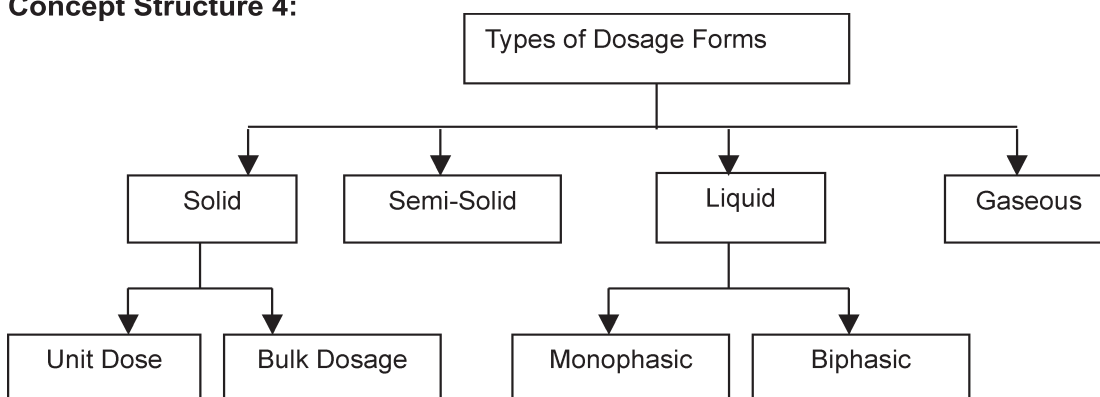 Concept Structure 4:
Types of Dosage Forms
Solid
Semi-Solid
Liquid
Gaseous
Unit Dose
Bulk Dosage
Monophasic
Biphasic